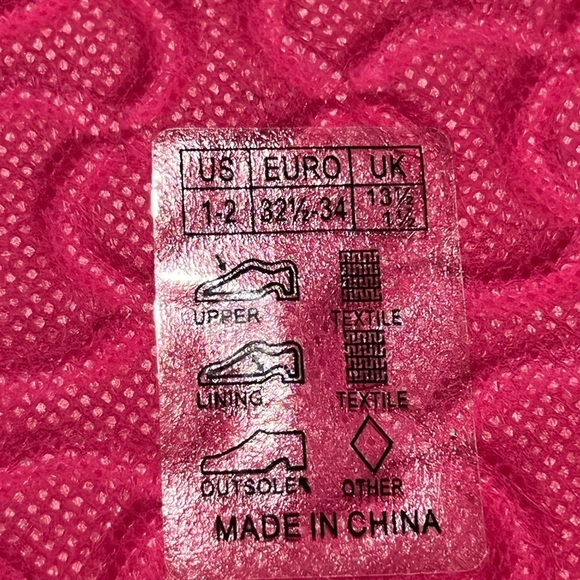 US EURO UK
1-2 32½-34 13½
1½
UPPER TEXTILE
LINING TEXTILE
OUTSOLE OTHER
MADE IN CHINA